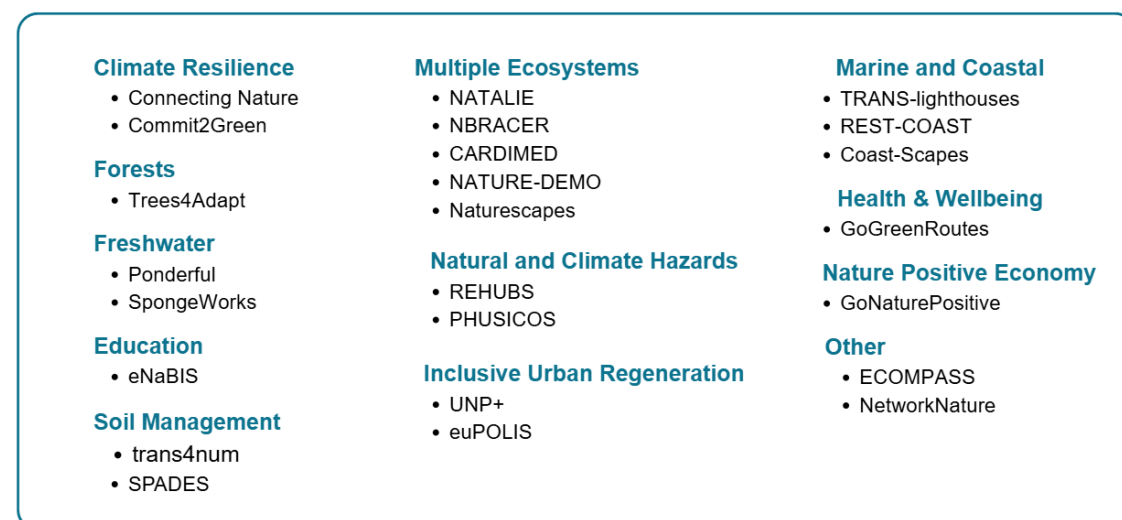 Climate Resilience
• Connecting Nature
• Commit2Green
Forests
• Trees4Adapt
Freshwater
• Ponderful
• SpongeWorks
Education
• eNaBIS
Soil Management
• trans4num
• SPADES
Multiple Ecosystems
• NATALIE
• NBRACER
• CARDIMED
• NATURE-DEMO
• Naturescapes
Natural and Climate Hazards
• REHUBS
• PHUSICOS
Inclusive Urban Regeneration
• UNP+
• euPOLIS
Marine and Coastal
• TRANS-lighthouses
• REST-COAST
• Coast-Scapes
Health & Wellbeing
• GoGreenRoutes
Nature Positive Economy
• GoNaturePositive
Other
• ECOMPASS
• NetworkNature